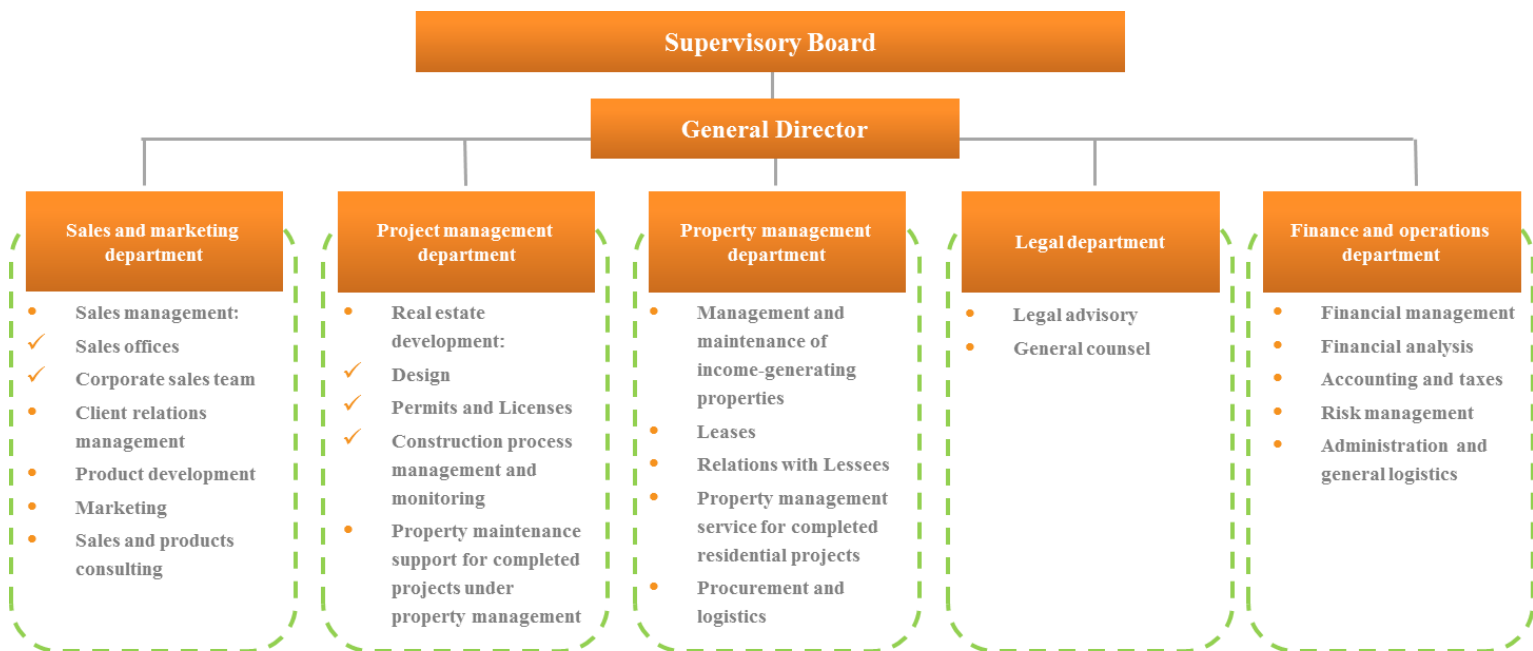 Supervisory Board
General Director
Sales and marketing
department
• Sales management:
✓ Sales offices
✓ Corporate sales team
• Client relations
management
• Product development
• Marketing
• Sales and products
consulting
Project management
department
• Real estate
development:
✓ Design
✓ Permits and Licenses
✓ Construction process
management and
monitoring
• Property maintenance
support for completed
projects under
property management
Property management
department
• Management and
maintenance of
income-generating
properties
• Leases
• Relations with Lessees
• Property management
service for completed
residential projects
• Procurement and
logistics
Legal department
• Legal advisory
• General counsel
Finance and operations
department
• Financial management
• Financial analysis
• Accounting and taxes
• Risk management
• Administration and
general logistics